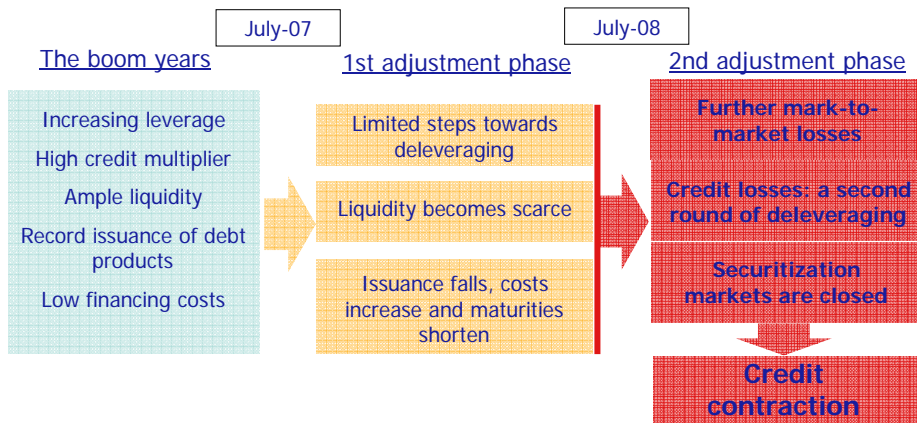 July-07
July-08
The boom years
1st adjustment phase
2nd adjustment phase
Increasing leverage
High credit multiplier
Ample liquidity
Record issuance of debt
products
Low financing costs
Limited steps towards
deleveraging
Liquidity becomes scarce
Issuance falls, costs
increase and maturities
shorten
Further mark-to-
market losses
Credit losses: a second
round of deleveraging
Securitization
markets are closed
Credit
contraction